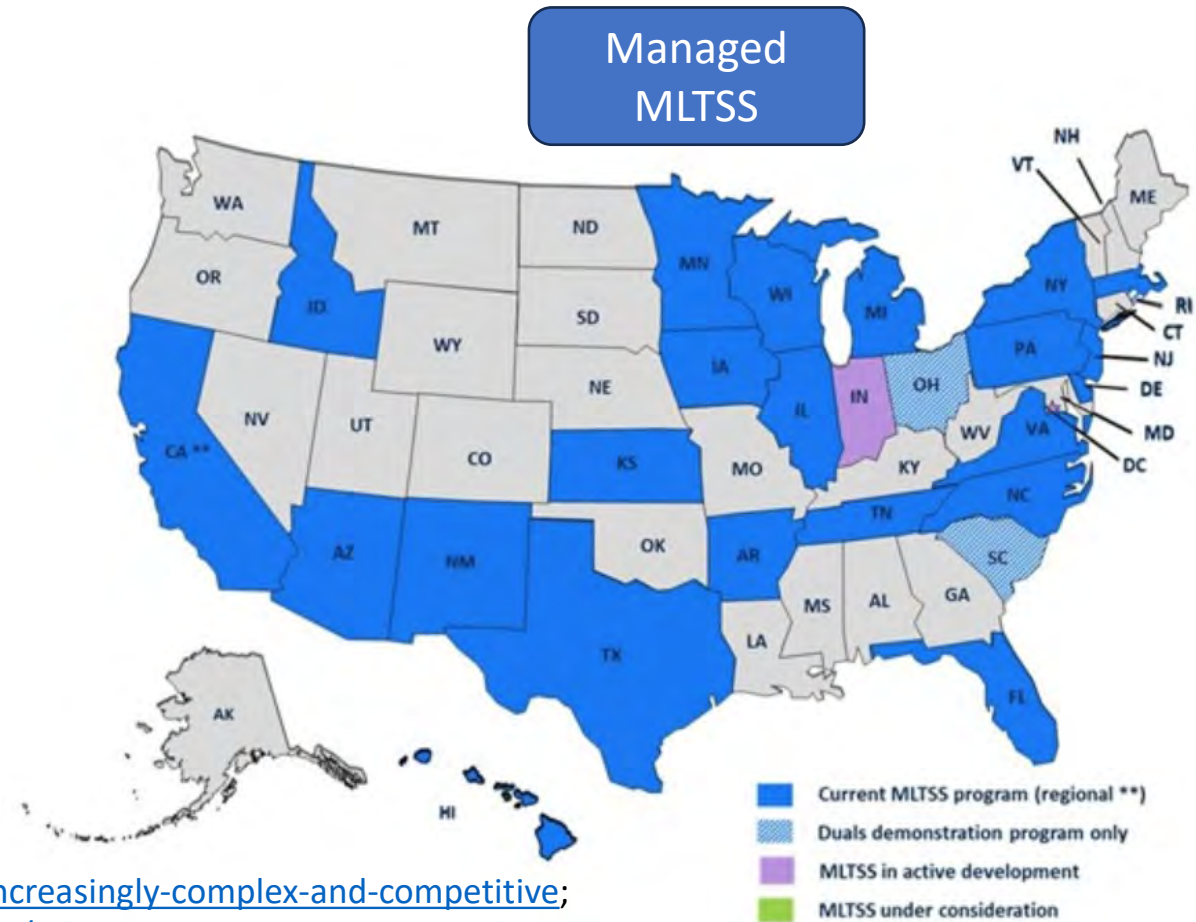 Managed
MLTSS
NH
VT
ME
WA
MT
ND
MN
OR
ID
SD
WI
NY
MI
RI
CT
WY
IA
PA
NJ
NE
OH
DE
NV
UT
IL
IN
WV
VA
MD
CA **
CO
KS
MO
KY
DC
NC
TN
AZ
NM
OK
AR
SC
MS
AL
GA
LA
TX
FL
AK
HI
Current MLTSS program (regional **)
Duals demonstration program only
MLTSS in active development
MLTSS under consideration
ncreasingly-complex-and-competitive;